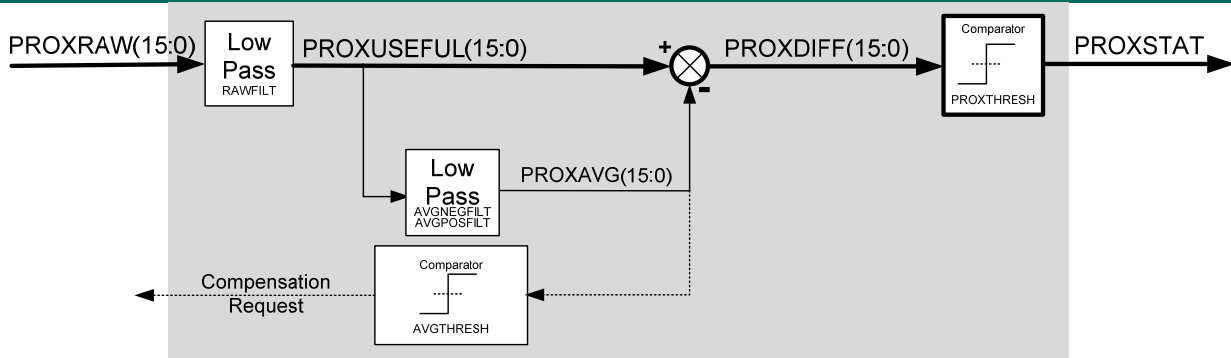 PROXRAW(15:0)
Low
Pass
RAWFILT
PROXUSEFUL(15:0)
+
-
PROXDIFF(15:0)
Comparator
PROXTHRESH
PROXSTAT
Low
Pass
AVGNEGFILT
AVGPOSFILT
PROXAVG(15:0)
Compensation
Request
Comparator
AVGTHRESH